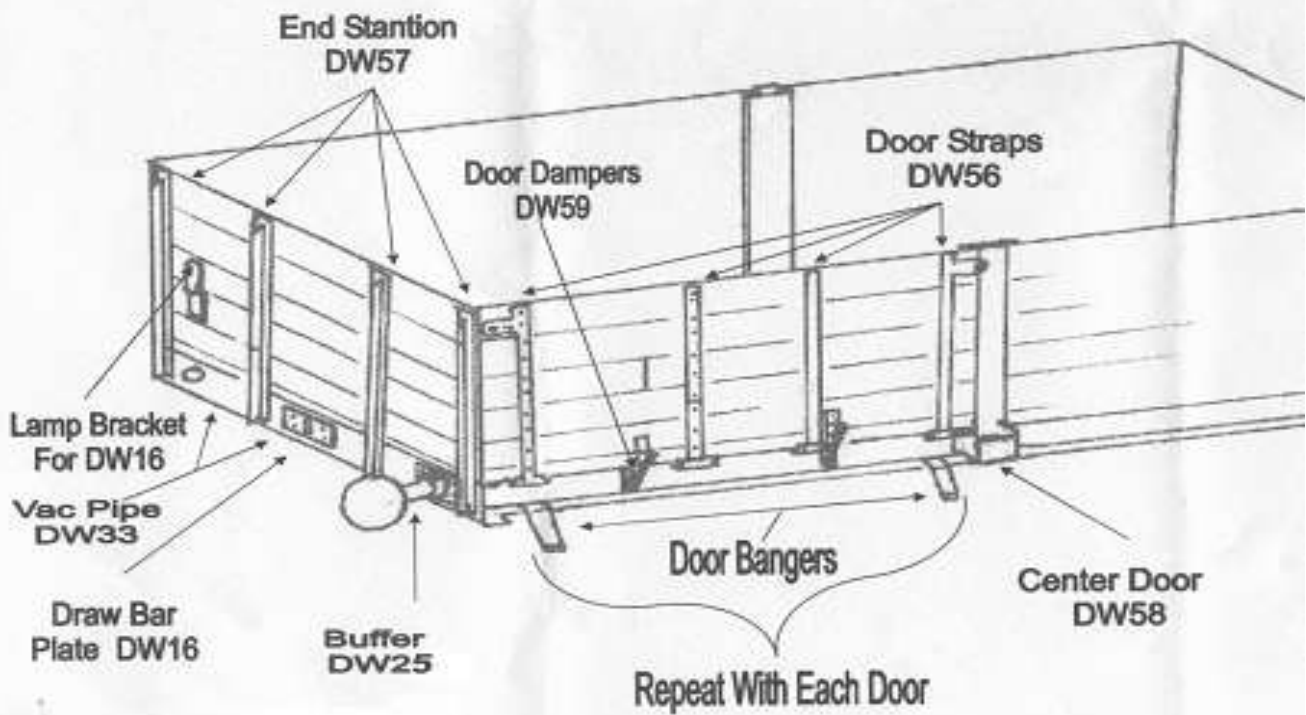 End Stantion
DW57
Door Straps
DW56
Door Dampers
DW59
Lamp Bracket
For DW16
Vac Pipe
DW33
Draw Bar
Plate DW16
Buffer
DW25
Door Bangers
Center Door
DW58
Repeat With Each Door